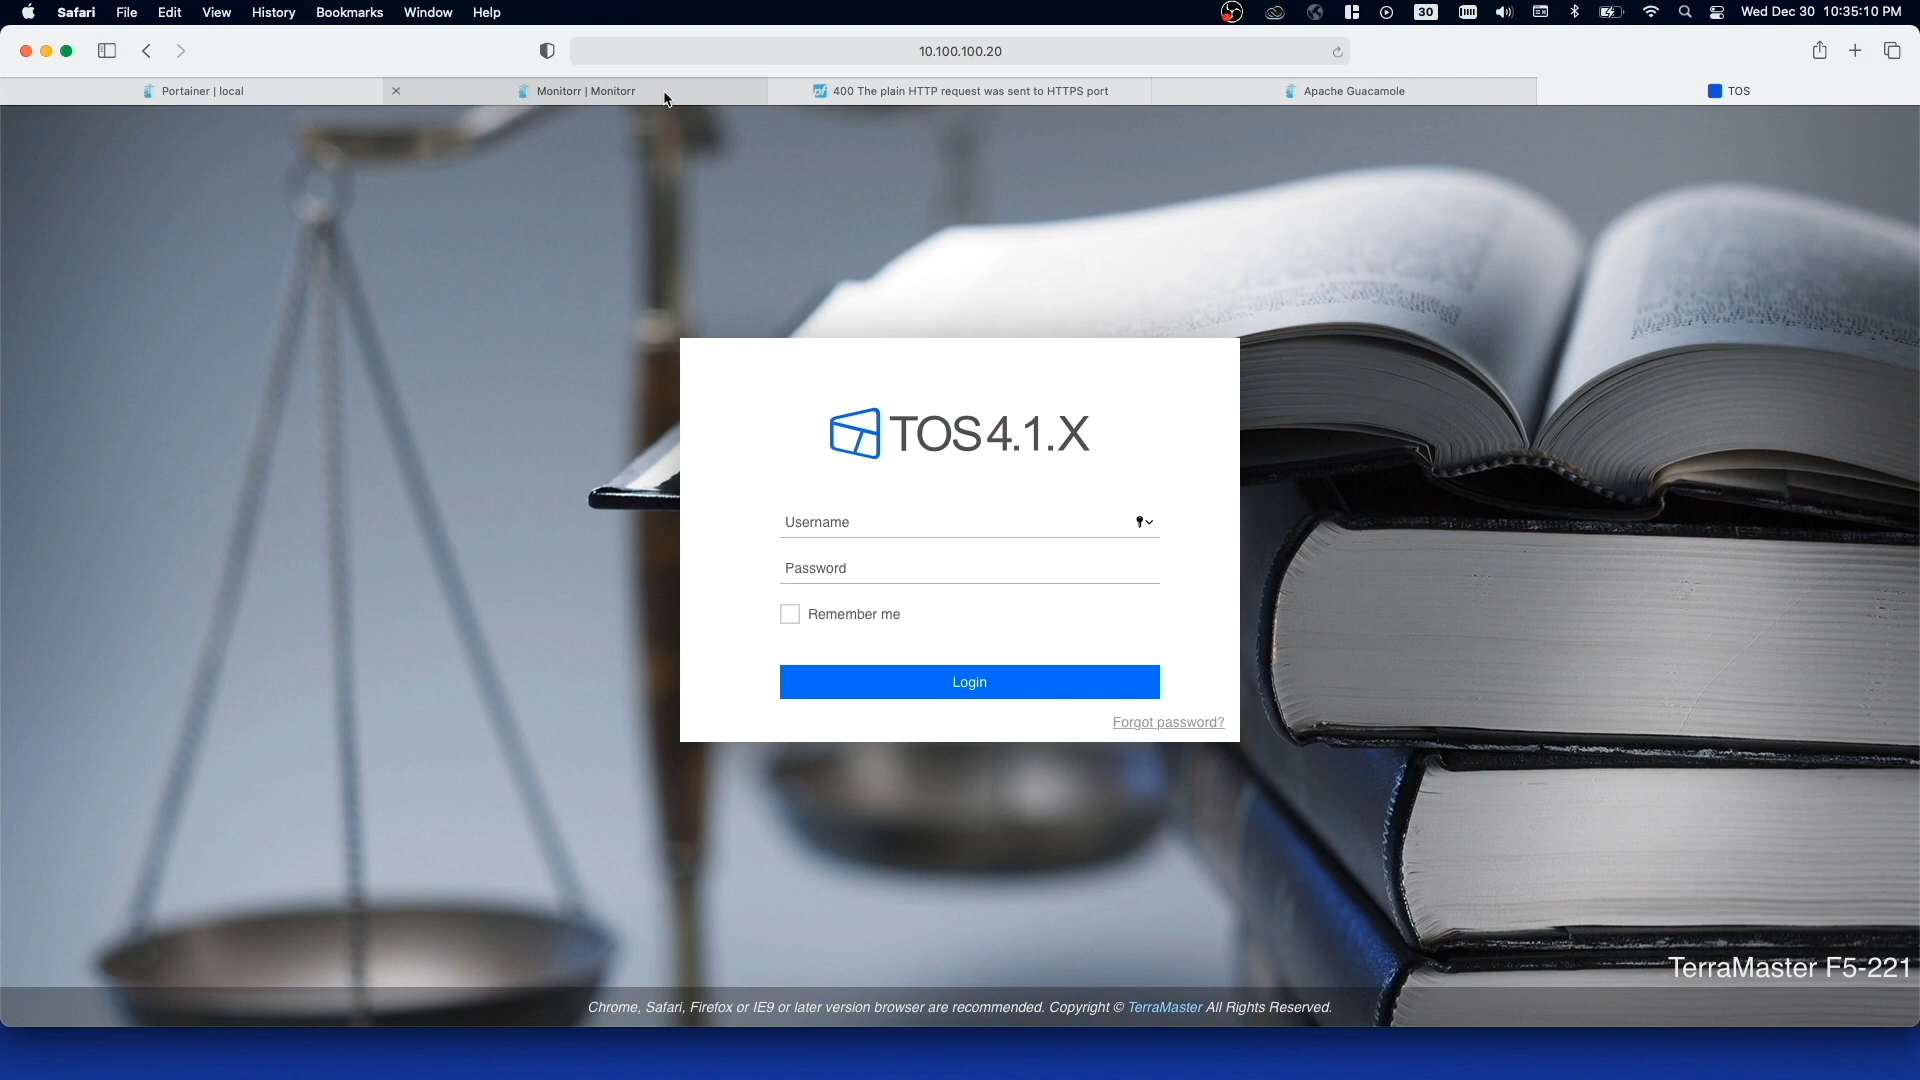 Safari File Edit View History Bookmarks Window Help 30 Wed Dec 30 10:35:10 PM
10.100.100.20
Portainer | local Monitorr | Monitorr 400 The plain HTTP request was sent to HTTPS port Apache Guacamole TOS
TOS 4.1.X
Username
Password
Remember me
Login
Forgot password?
TerraMaster F5-221
Chrome, Safari, Firefox or IE9 or later version browser are recommended. Copyright © TerraMaster All Rights Reserved.